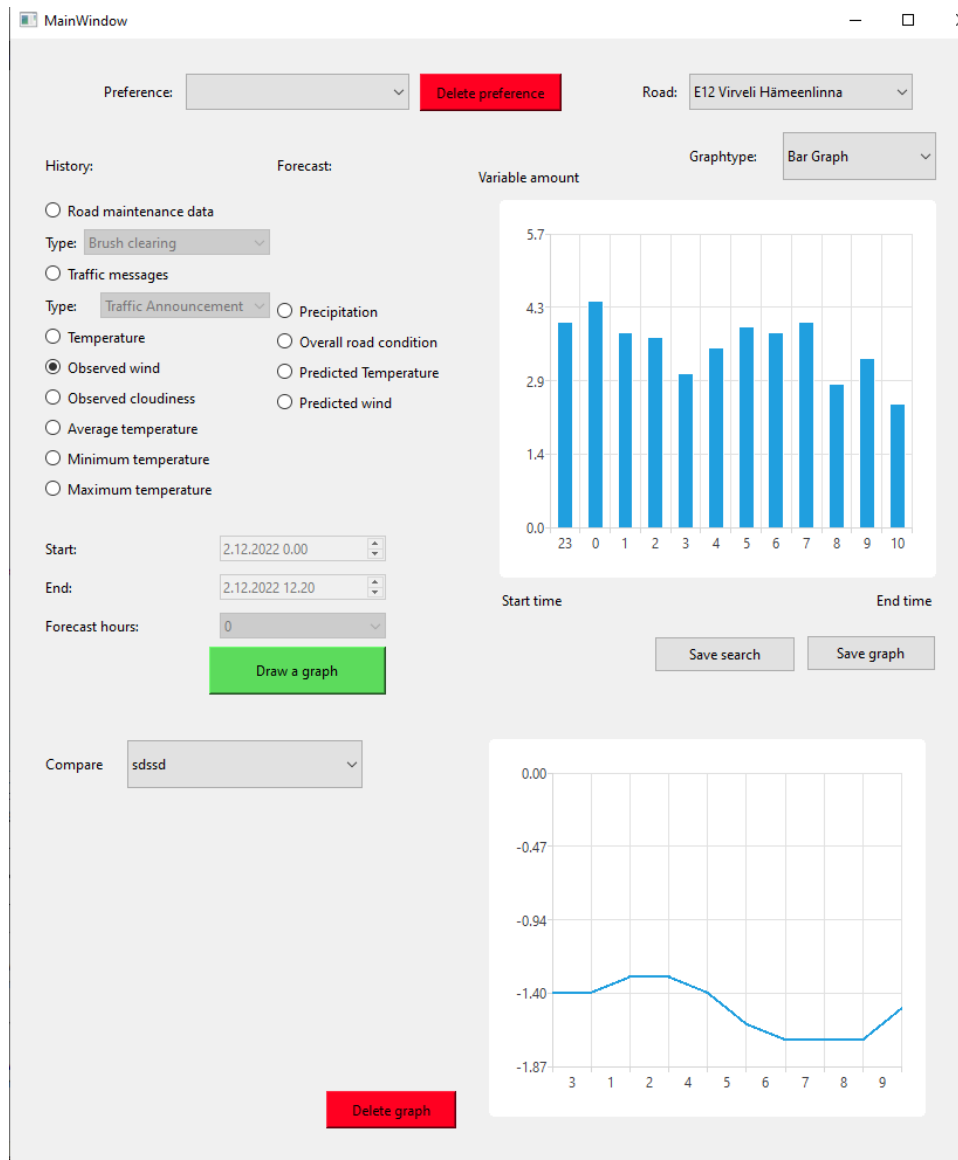 MainWindow
Preference:
Delete preference
Road: E12 Virveli Hämeenlinna
Graphtype: Bar Graph
History:
Forecast:
Road maintenance data
Type: Brush clearing
Traffic messages
Type: Traffic Announcement
Temperature
Observed wind
Observed cloudiness
Average temperature
Minimum temperature
Maximum temperature
Precipitation
Overall road condition
Predicted Temperature
Predicted wind
Variable amount
5.7
4.3
2.9
1.4
0.0
23 0 1 2 3 4 5 6 7 8 9 10
Start time End time
Start: 2.12.2022 0.00
End: 2.12.2022 12.20
Forecast hours: 0
Draw a graph
Save search
Save graph
Compare sdssd
0.00
-0.47
-0.94
-1.40
-1.87
3 1 2 4 5 6 7 8 9
Delete graph